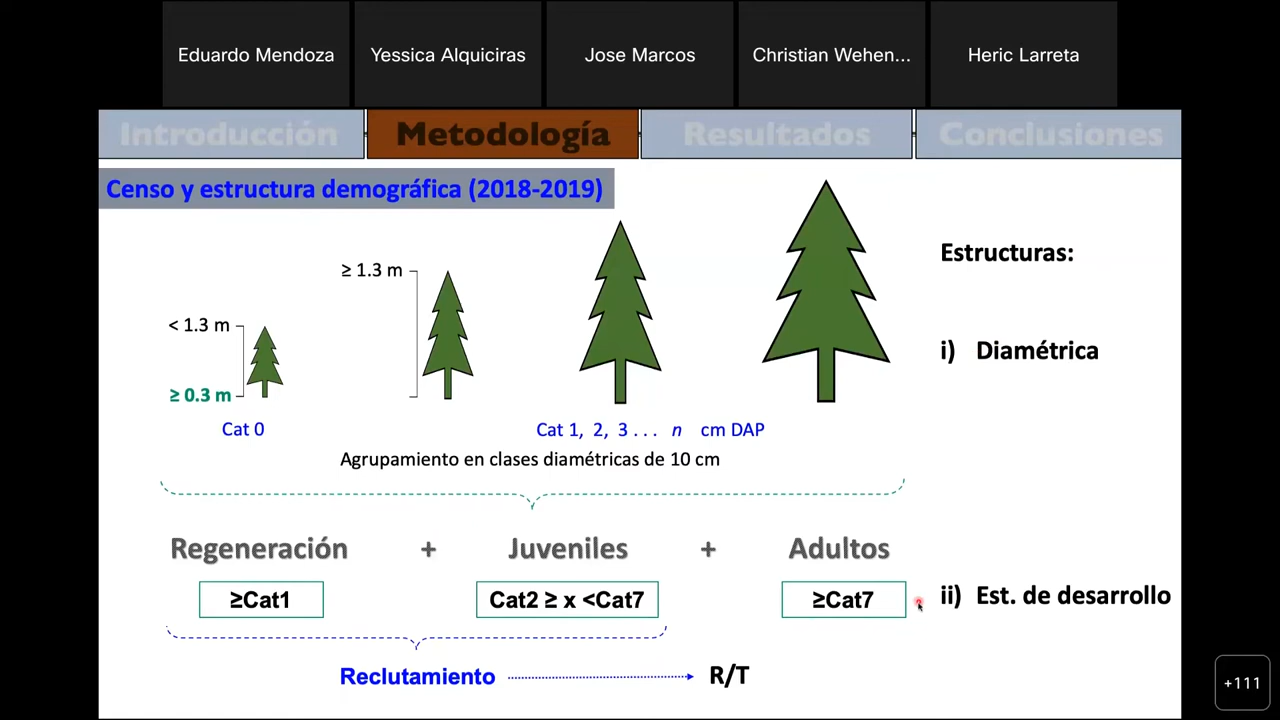 Eduardo Mendoza
Yessica Alquiciras
Jose Marcos
Christian Wehen...
Heric Larreta
Introducción
Metodología
Resultados
Conclusiones
Censo y estructura demográfica (2018-2019)
Estructuras:
≥ 1.3 m
< 1.3 m
≥ 0.3 m
i) Diamétrica
Cat 0
Cat 1, 2, 3 . . . n cm DAP
Agrupamiento en clases diamétricas de 10 cm
Regeneración + Juveniles + Adultos
≥Cat1
Cat2 ≥ x <Cat7
≥Cat7
ii) Est. de desarrollo
Reclutamiento
R/T
+111